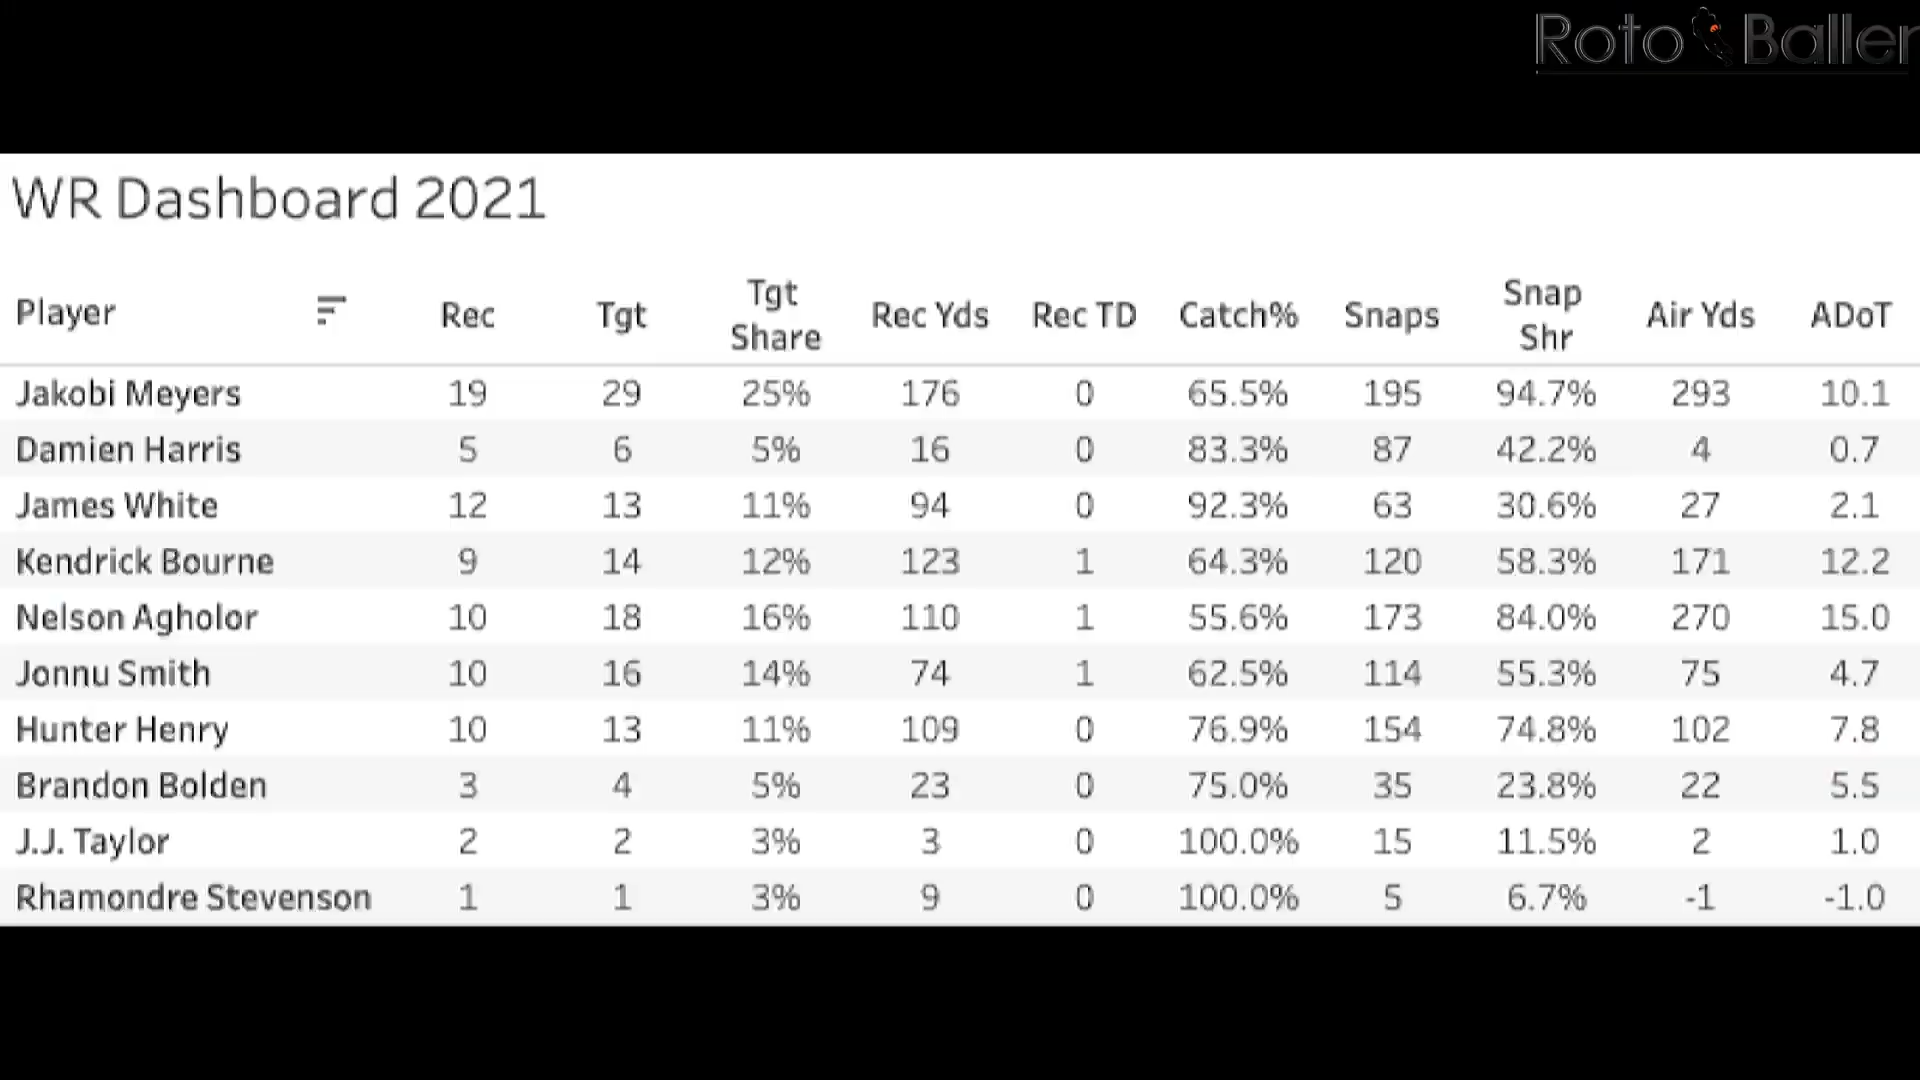 Roto Baller
WR Dashboard 2021
Player Rec Tgt Tgt Share Rec Yds Rec TD Catch% Snaps Snap Shr Air Yds ADoT
Jakobi Meyers 19 29 25% 176 0 65.5% 195 94.7% 293 10.1
Damien Harris 5 6 5% 16 0 83.3% 87 42.2% 4 0.7
James White 12 13 11% 94 0 92.3% 63 30.6% 27 2.1
Kendrick Bourne 9 14 12% 123 1 64.3% 120 58.3% 171 12.2
Nelson Agholor 10 18 16% 110 1 55.6% 173 84.0% 270 15.0
Jonnu Smith 10 16 14% 74 1 62.5% 114 55.3% 75 4.7
Hunter Henry 10 13 11% 109 0 76.9% 154 74.8% 102 7.8
Brandon Bolden 3 4 5% 23 0 75.0% 35 23.8% 22 5.5
J.J. Taylor 2 2 3% 3 0 100.0% 15 11.5% 2 1.0
Rhamondre Stevenson 1 1 3% 9 0 100.0% 5 6.7% -1 -1.0